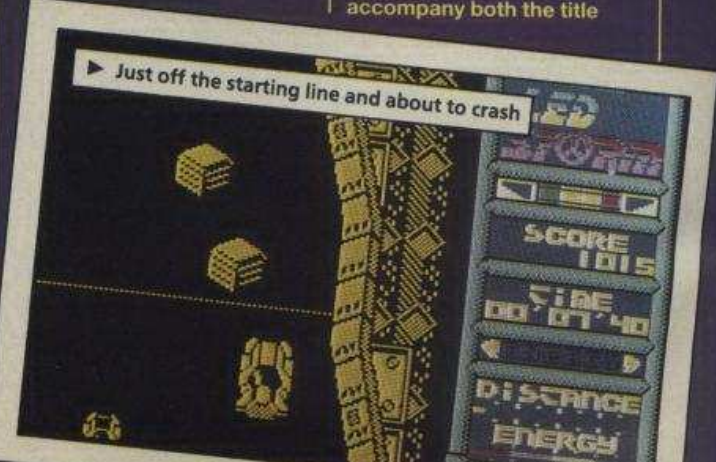 accompany both the title
► Just off the starting line and about to crash
LED
SCORE
1015
TIME
00'07'40
DISTANCE
ENERGY